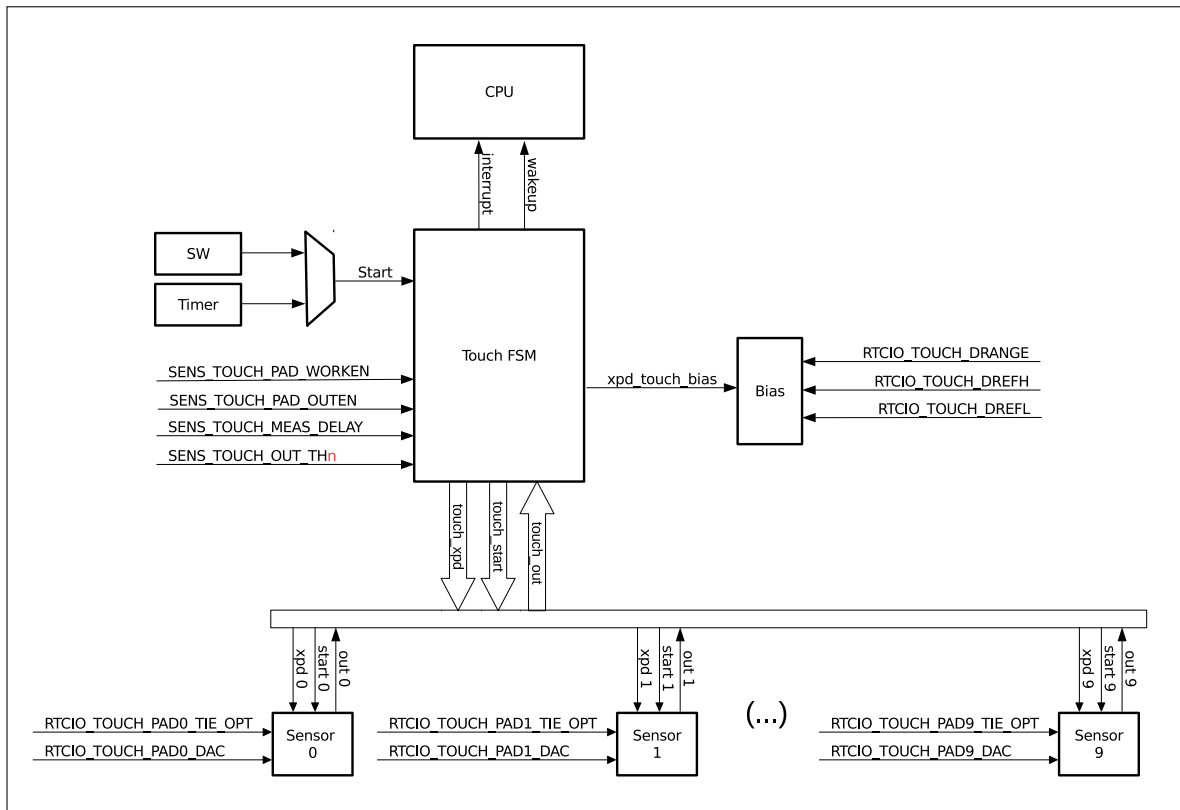 CPU
interrupt
wakeup
SW
Timer
Start
Touch FSM
SENS_TOUCH_PAD_WORKEN
SENS_TOUCH_PAD_OUTEN
SENS_TOUCH_MEAS_DELAY
SENS_TOUCH_OUT_THn
xpd_touch_bias
Bias
RTCIO_TOUCH_DRANGE
RTCIO_TOUCH_DREFH
RTCIO_TOUCH_DREFL
touch_xpd
touch_start
touch_out
xpd 0
start 0
out 0
xpd 1
start 1
out 1
xpd 9
start 9
out 9
RTCIO_TOUCH_PAD0_TIE_OPT
RTCIO_TOUCH_PAD0_DAC
Sensor
0
RTCIO_TOUCH_PAD1_TIE_OPT
RTCIO_TOUCH_PAD1_DAC
Sensor
1
(...)
RTCIO_TOUCH_PAD9_TIE_OPT
RTCIO_TOUCH_PAD9_DAC
Sensor
9